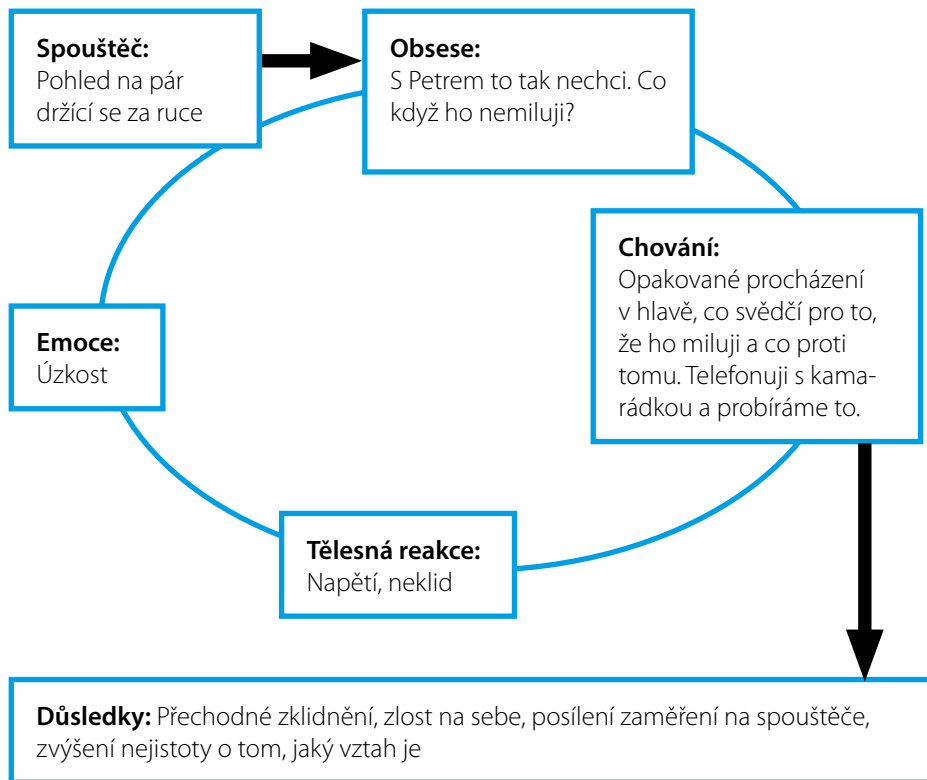 Spouštěč:
Pohled na pár
držící se za ruce
Obsese:
S Petrem to tak nechci. Co
když ho nemiluji?
Chování:
Opakované procházení
v hlavě, co svědčí pro to,
že ho miluji a co proti
tomu. Telefonuji s kama-
rádkou a probíráme to.
Emoce:
Úzkost
Tělesná reakce:
Napětí, neklid
Důsledky: Přechodné zklidnění, zlost na sebe, posílení zaměření na spouštěče,
zvýšení nejistoty o tom, jaký vztah je